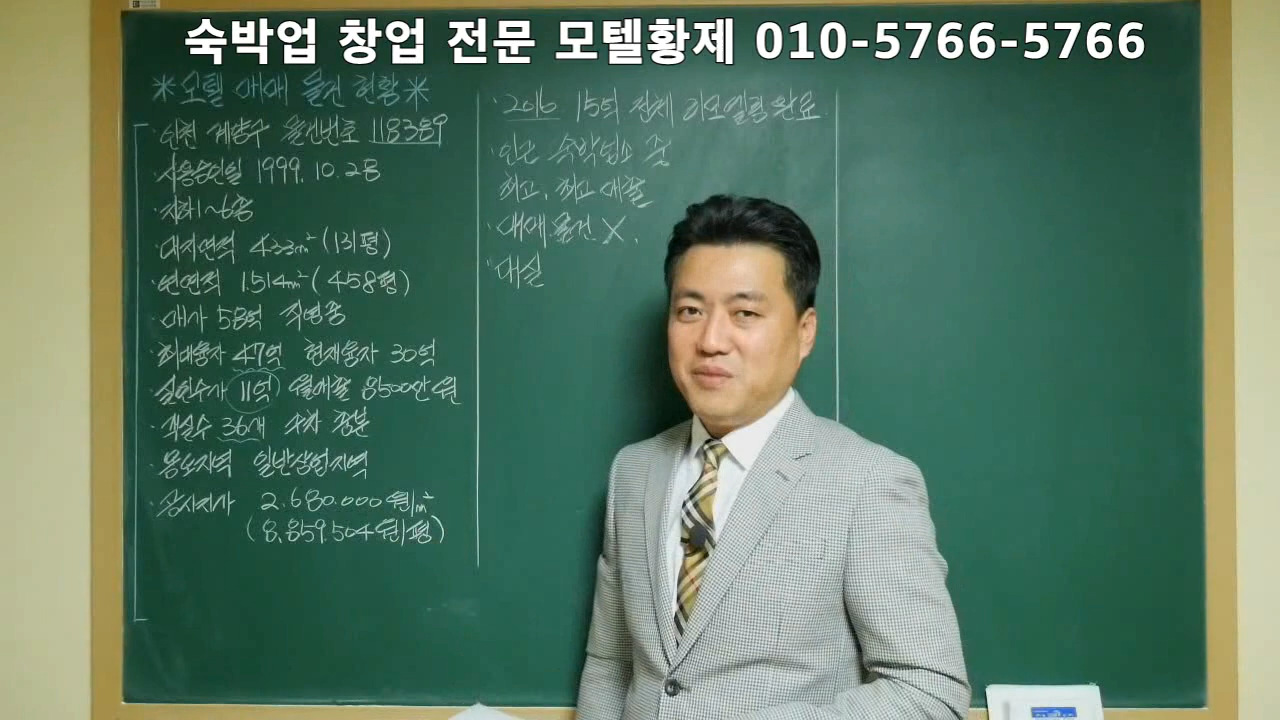 숙박업 창업 전문 모텔황제 010-5766-5766
*모텔 매매 물건 현황*
·인천 계양구 물건번호 118389
·사용승인일 1999. 10. 28
·지하1~6층
·대지면적 433m² (131평)
·연면적 1.514m² (458평)
·매가 58억 직영중
·최대융자 47억 현재융자 30억
·실인수가 11억 월매출 8500만원
·객실수 36개 주차 충분
·용도지역 일반상업지역
·공시지가 2.680.000원/m²
(8.859.504원/평)
·2016 15억 전체 리모델링완료
·인근 숙박업소 중
최고, 최고 매출
·매매물건 X.
·대실